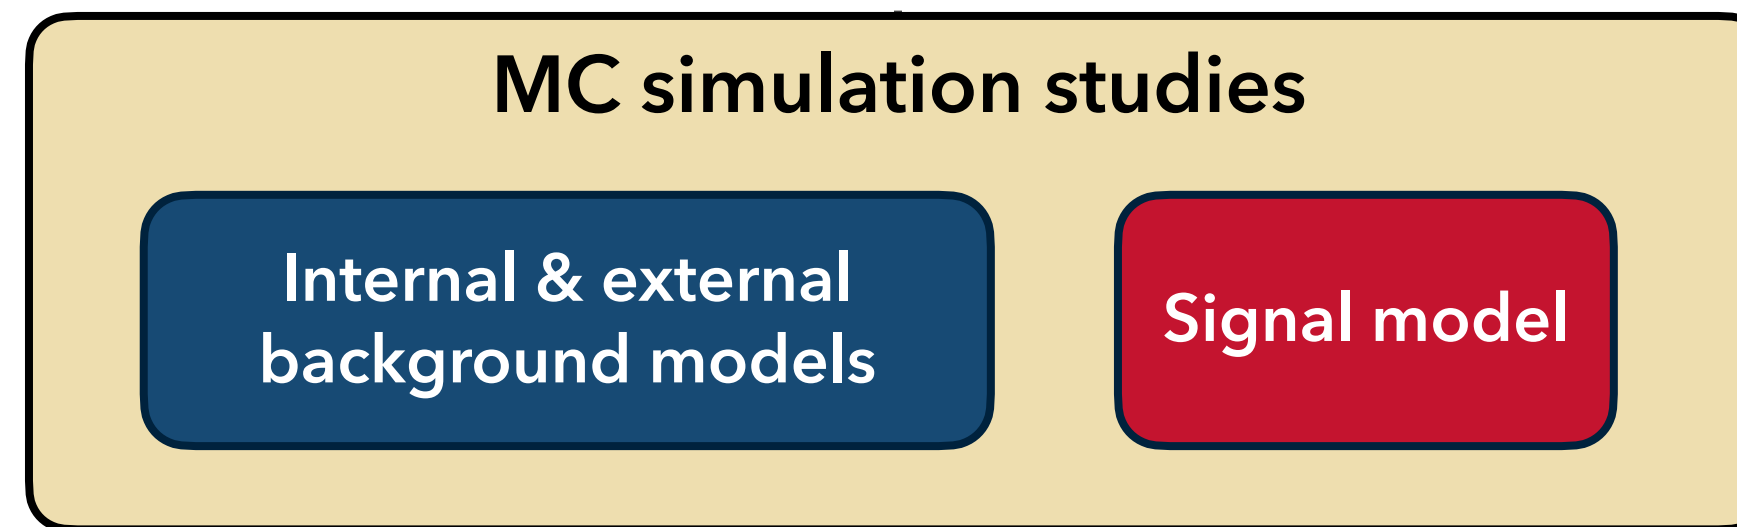 MC simulation studies
Internal & external
background models
Signal model